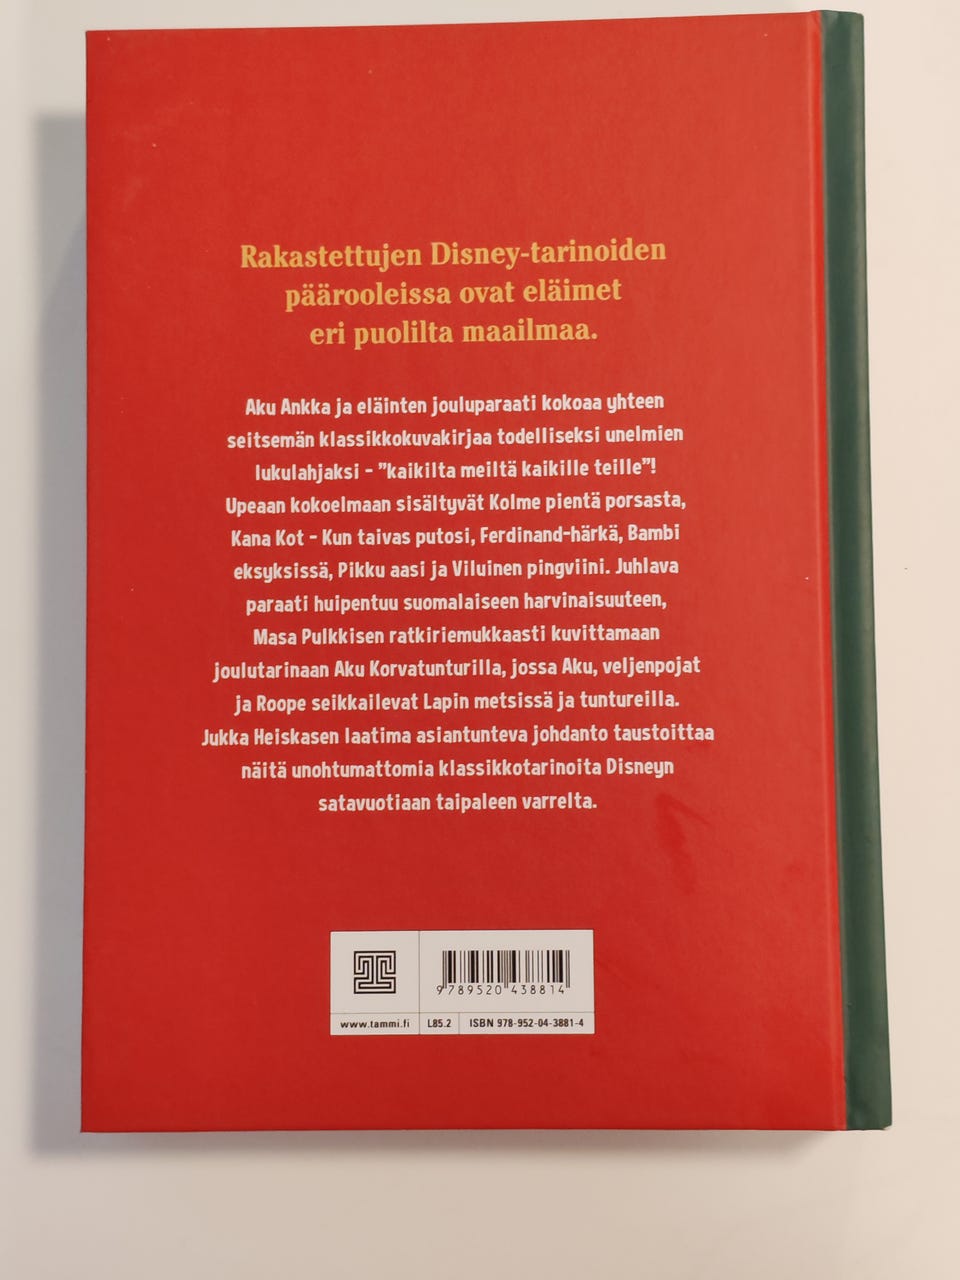 Rakastettujen Disney-tarinoiden
päärooleissa ovat eläimet
eri puolilta maailmaa.
Aku Ankka ja eläinten jouluparaati kokoaa yhteen
seitsemän klassikkokuvakirjaa todelliseksi unelmien
lukulahjaksi – ”kaikilta meiltä kaikille teille”!
Upeaan kokoelmaan sisältyvät Kolme pientä porsasta,
Kana Kot – Kun taivas putosi, Ferdinand-härkä, Bambi
eksyksissä, Pikku aasi ja Viluinen pingviini. Juhlava
paraati huipentuu suomalaiseen harvinaisuuteen,
Masa Pulkkisen ratkiriemukkaasti kuvittamaan
joulutarinaan Aku Korvatunturilla, jossa Aku, veljenpojat
ja Roope seikkailevat Lapin metsissä ja tuntureilla.
Jukka Heiskasen laatima asiantunteva johdanto taustoittaa
näitä unohtumattomia klassikkotarinoita Disneyn
satavuotiaan taipaleen varrelta.
9 789520 438814
www.tammi.fi L85.2 ISBN 978-952-04-3881-4